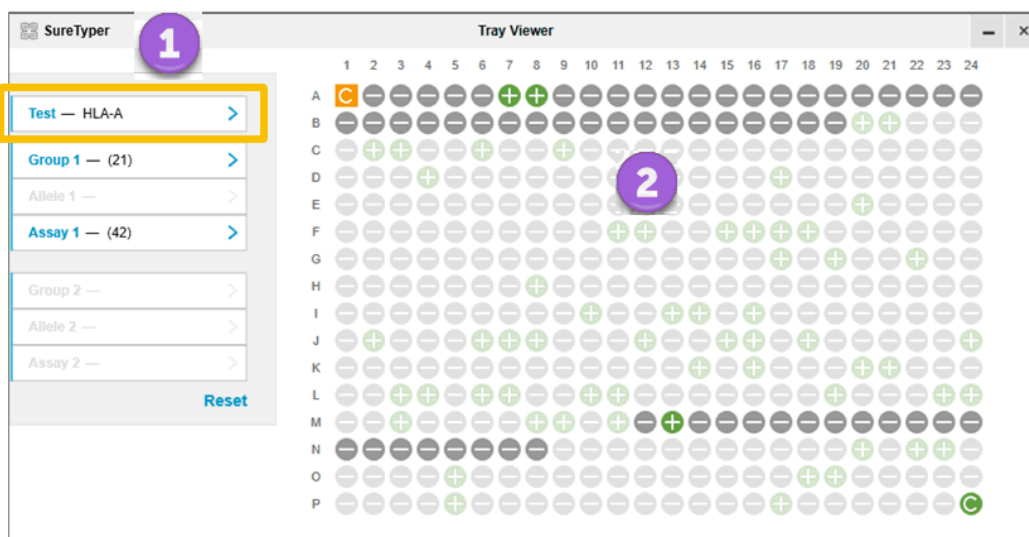 SureTyper
1
Tray Viewer
Test — HLA-A
Group 1 — (21)
Allele 1 —
Assay 1 — (42)
Group 2 —
Allele 2 —
Assay 2 —
Reset
1 2 3 4 5 6 7 8 9 10 11 12 13 14 15 16 17 18 19 20 21 22 23 24
A C
B
C
D
2
E
F
G
H
I
J
K
L
M
N
O
P C